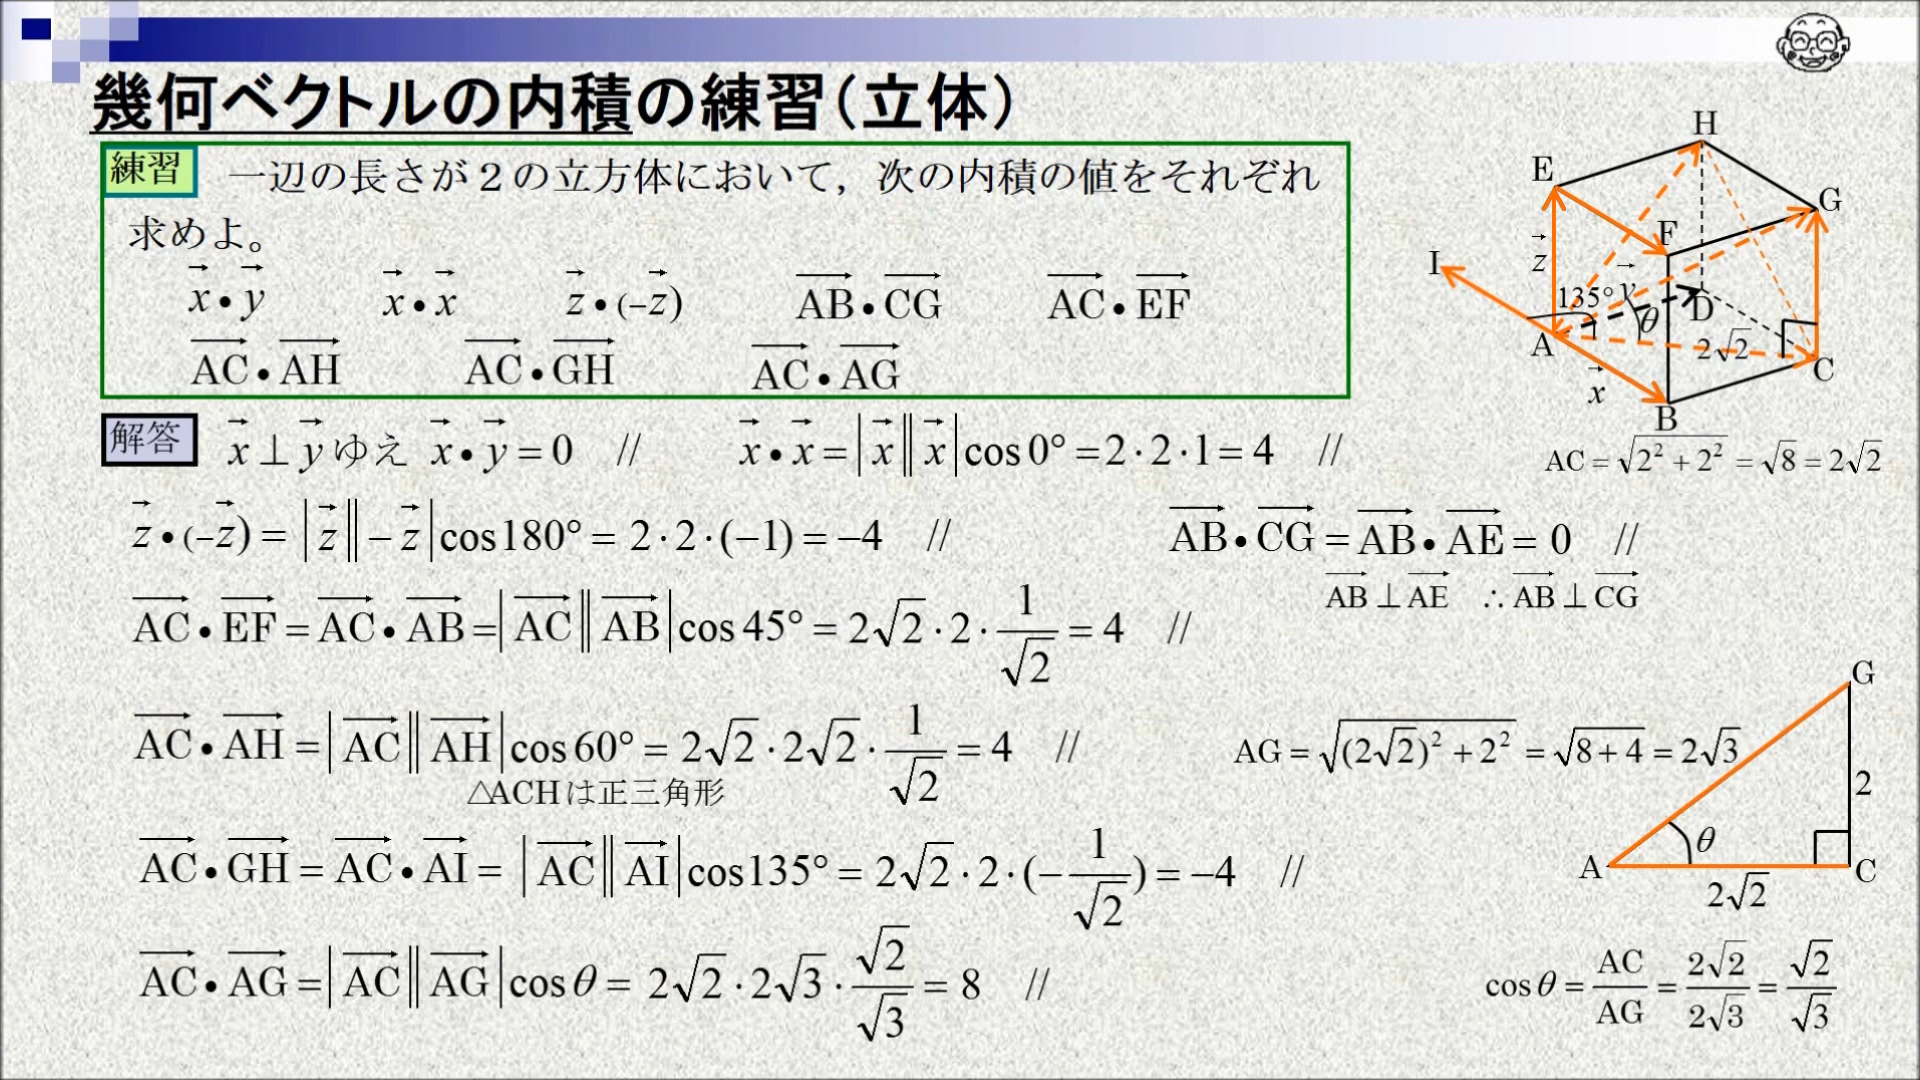 幾何ベクトルの内積の練習（立体）
練習 一辺の長さが２の立方体において，次の内積の値をそれぞれ
求めよ。
x⃗•y⃗ x⃗•x⃗ z⃗•(−z⃗) AB⃗•CG⃗ AC⃗•EF⃗
AC⃗•AH⃗ AC⃗•GH⃗ AC⃗•AG⃗
H
E
G
F
I
z⃗
135°
y⃗
θ
D
A
2√2
C
x⃗
B
AC = √(2² + 2²) = √8 = 2√2
解答 x⃗ ⊥ y⃗ ゆえ x⃗•y⃗ = 0 // x⃗•x⃗ = |x⃗||x⃗|cos 0° = 2·2·1 = 4 //
z⃗•(−z⃗) = |z⃗||−z⃗|cos180° = 2·2·(−1) = −4 // AB⃗•CG⃗ = AB⃗•AE⃗ = 0 //
AB⃗ ⊥ AE⃗ ∴ AB⃗ ⊥ CG⃗
AC⃗•EF⃗ = AC⃗•AB⃗ = |AC⃗||AB⃗|cos 45° = 2√2·2·1/√2 = 4 //
AC⃗•AH⃗ = |AC⃗||AH⃗|cos 60° = 2√2·2√2·1/√2 = 4 //
△ACHは正三角形
AG = √((2√2)² + 2²) = √(8+4) = 2√3
G
2
θ
A
C
2√2
AC⃗•GH⃗ = AC⃗•AI⃗ = |AC⃗||AI⃗|cos135° = 2√2·2·(−1/√2) = −4 //
AC⃗•AG⃗ = |AC⃗||AG⃗|cos θ = 2√2·2√3·√2/√3 = 8 //
cos θ = AC/AG = 2√2/2√3 = √2/√3